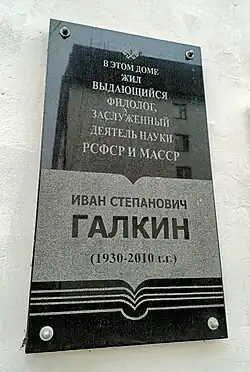 В ЭТОМ ДОМЕ
ЖИЛ
ВЫДАЮЩИЙСЯ
ФИЛОЛОГ,
ЗАСЛУЖЕННЫЙ
ДЕЯТЕЛЬ НАУКИ
РСФСР И МАССР
ИВАН СТЕПАНОВИЧ
ГАЛКИН
(1930-2010 г.г.)